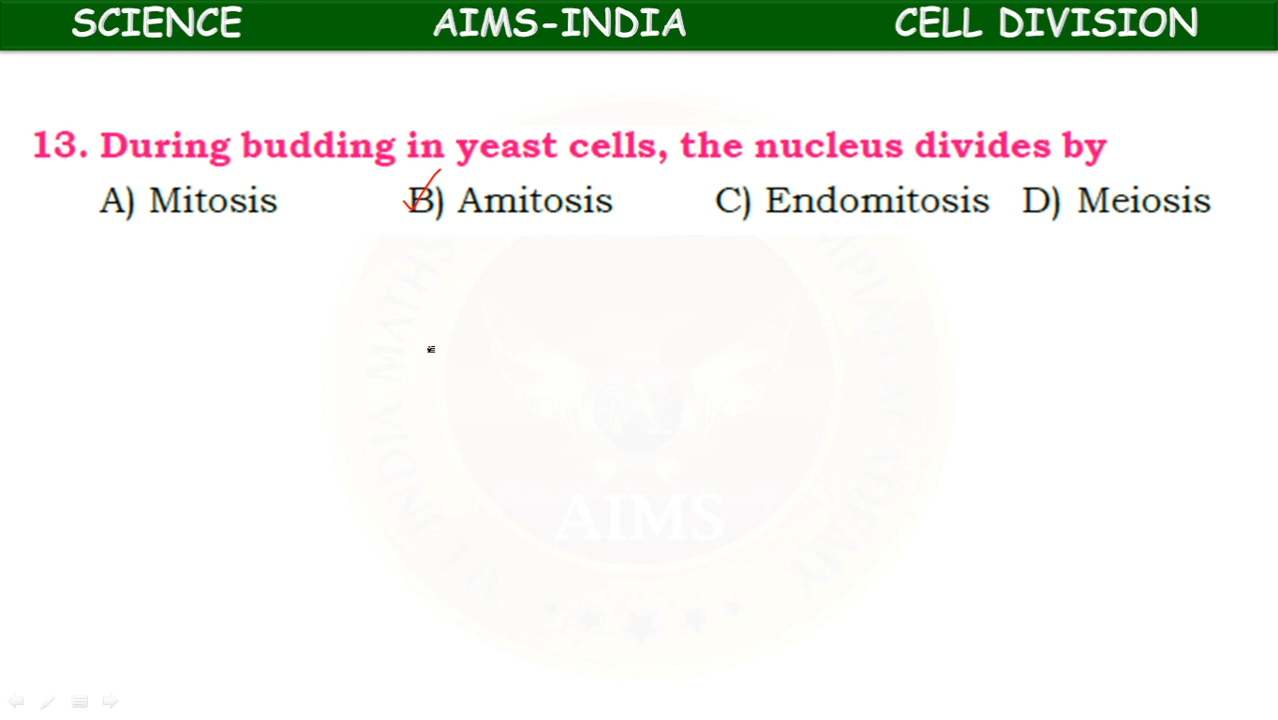 SCIENCE AIMS-INDIA CELL DIVISION
13. During budding in yeast cells, the nucleus divides by
A) Mitosis B) Amitosis C) Endomitosis D) Meiosis
AIMS